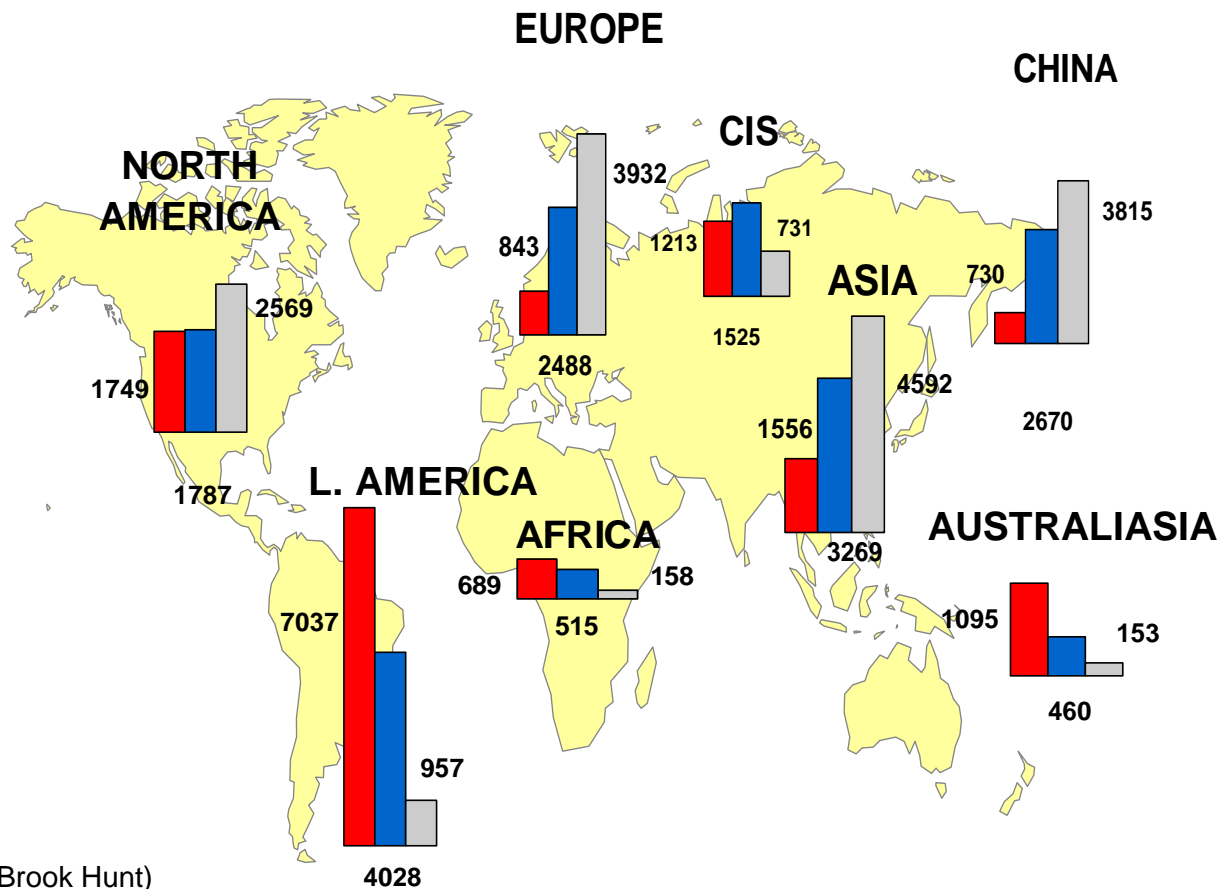 EUROPE
CHINA
CIS
NORTH
AMERICA
3932
3815
843
1213
731
730
ASIA
2569
1525
1749
2488
4592
1556
2670
1787
L. AMERICA
AFRICA
AUSTRALIASIA
3269
689
158
7037
515
1095
153
460
957
4028
Brook Hunt)